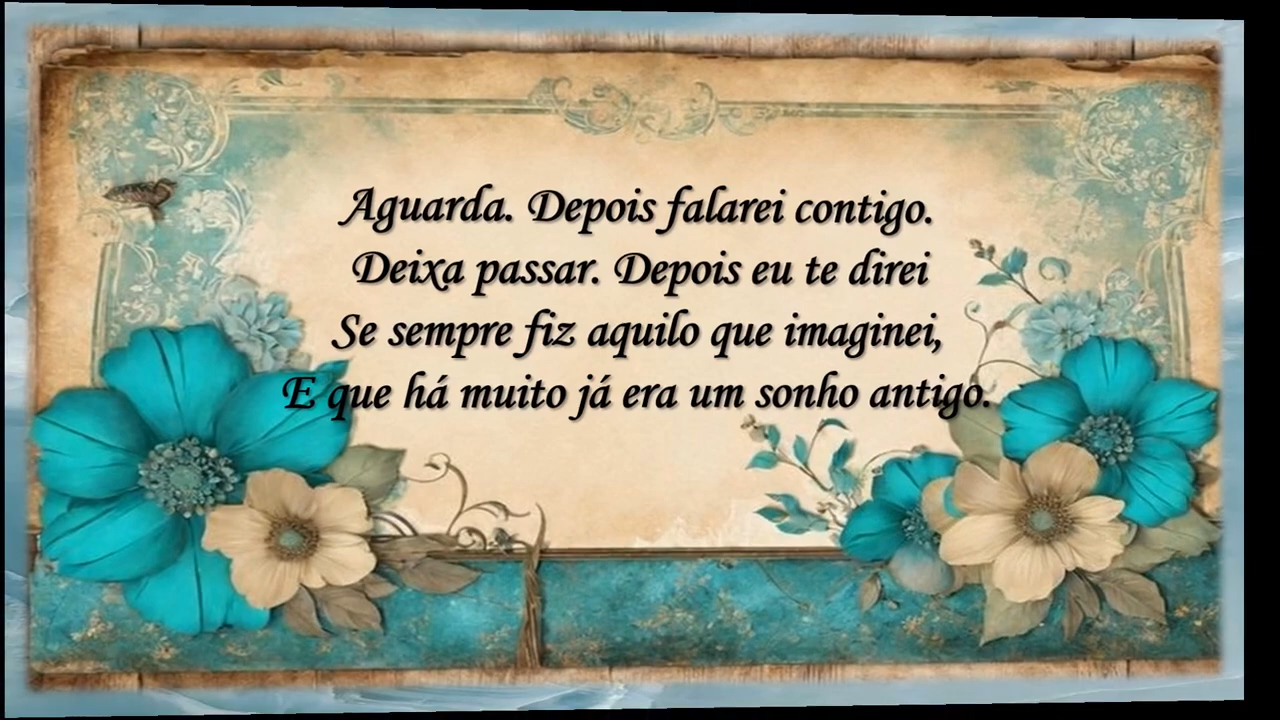 Aguarda. Depois falarei contigo.
Deixa passar. Depois eu te direi
Se sempre fiz aquilo que imaginei,
E que há muito já era um sonho antigo.